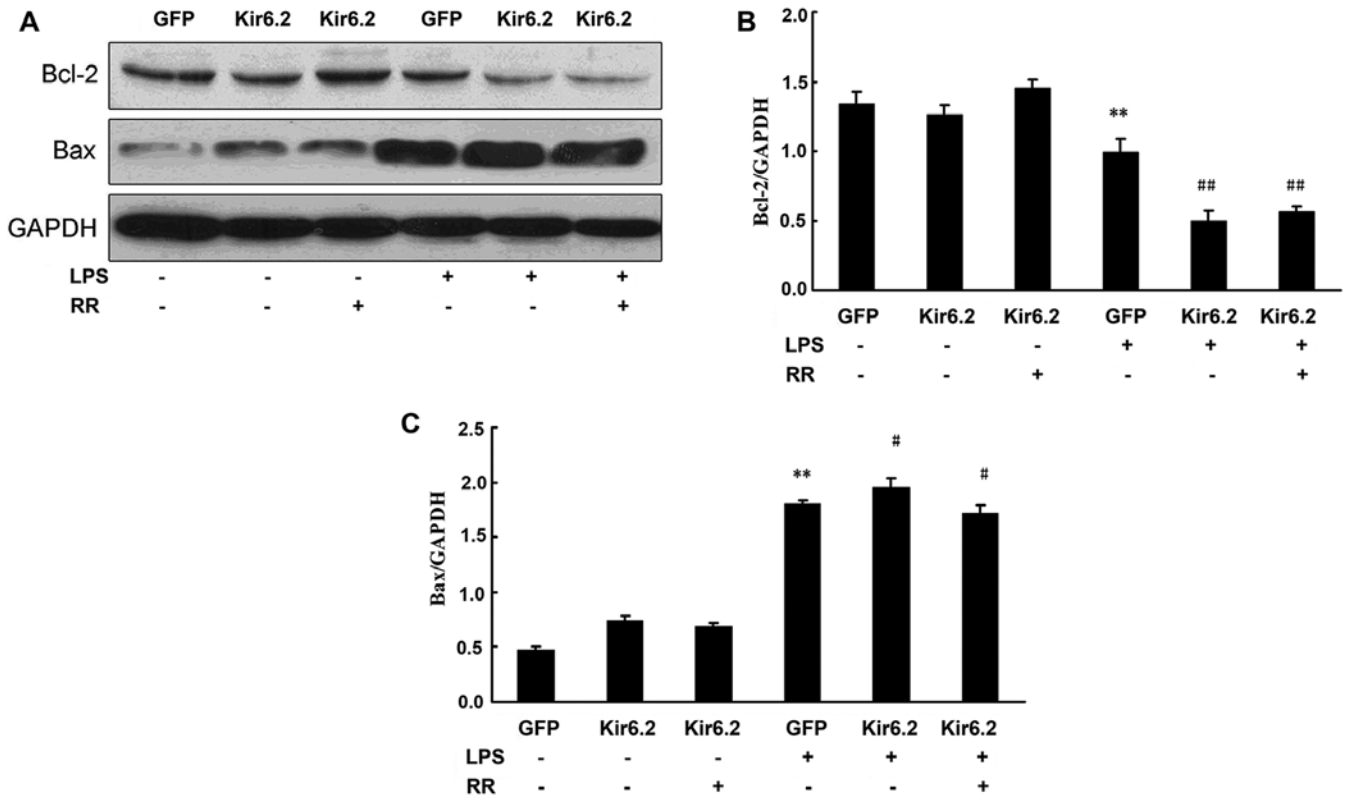 A
GFP Kir6.2 Kir6.2 GFP Kir6.2 Kir6.2
Bcl-2
Bax
GAPDH
LPS - - - + + +
RR - - + - - +
B
Bcl-2/GAPDH
2.0
1.5
1.0
0.5
0.0
**
##
##
GFP Kir6.2 Kir6.2 GFP Kir6.2 Kir6.2
LPS - - - + + +
RR - - + - - +
C
Bax/GAPDH
2.5
2.0
1.5
1.0
0.5
0.0
**
#
#
GFP Kir6.2 Kir6.2 GFP Kir6.2 Kir6.2
LPS - - - + + +
RR - - + - - +